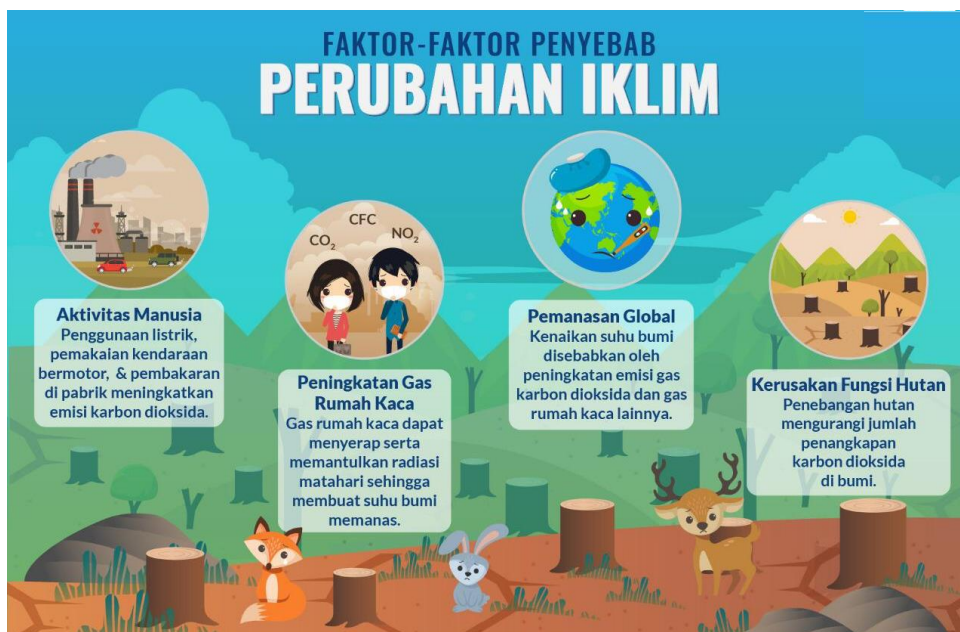 FAKTOR-FAKTOR PENYEBAB
PERUBAHAN IKLIM
Aktivitas Manusia
Penggunaan listrik,
pemakaian kendaraan
bermotor, & pembakaran
di pabrik meningkatkan
emisi karbon dioksida.
CO₂
CFC
NO₂
Peningkatan Gas
Rumah Kaca
Gas rumah kaca dapat
menyerap serta
memantulkan radiasi
matahari sehingga
membuat suhu bumi
memanas.
Pemanasan Global
Kenaikan suhu bumi
disebabkan oleh
peningkatan emisi gas
karbon dioksida dan gas
rumah kaca lainnya.
Kerusakan Fungsi Hutan
Penebangan hutan
mengurangi jumlah
penangkapan
karbon dioksida
di bumi.